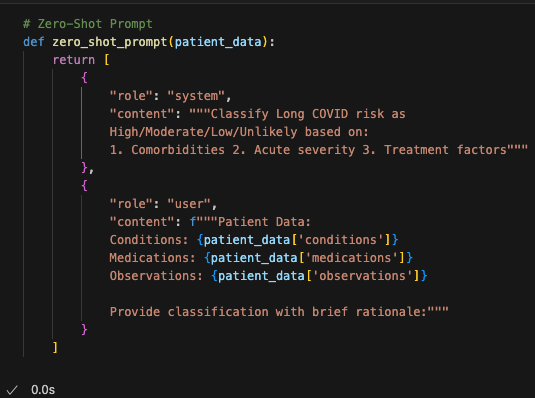 # Zero-Shot Prompt
def zero_shot_prompt(patient_data):
    return [
        {
            "role": "system",
            "content": """Classify Long COVID risk as
            High/Moderate/Low/Unlikely based on:
            1. Comorbidities 2. Acute severity 3. Treatment factors"""
        },
        {
            "role": "user",
            "content": f"""Patient Data:
            Conditions: {patient_data['conditions']}
            Medications: {patient_data['medications']}
            Observations: {patient_data['observations']}

            Provide classification with brief rationale:"""
        }
    ]
✓ 0.0s